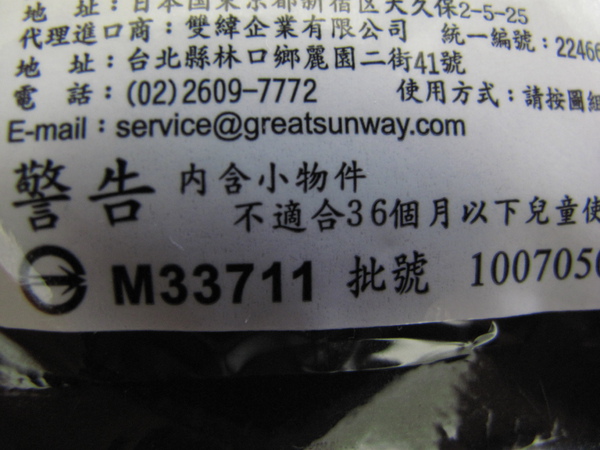 地 址：日本国東京都新宿區大久保2-5-25
代理進口商：雙緯企業有限公司 統一編號：22466
地 址：台北縣林口鄉麗園二街41號
電 話：(02)2609-7772 使用方式：請按圖組
E-mail：service@greatsunway.com
警告 內含小物件
不適合36個月以下兒童使
M33711 批號 1007050